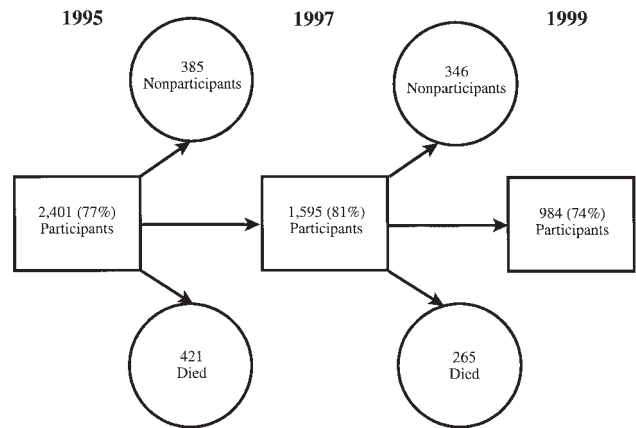 1995
1997
1999
385
Nonparticipants
346
Nonparticipants
2,401 (77%)
Participants
1,595 (81%)
Participants
984 (74%)
Participants
421
Died
265
Died